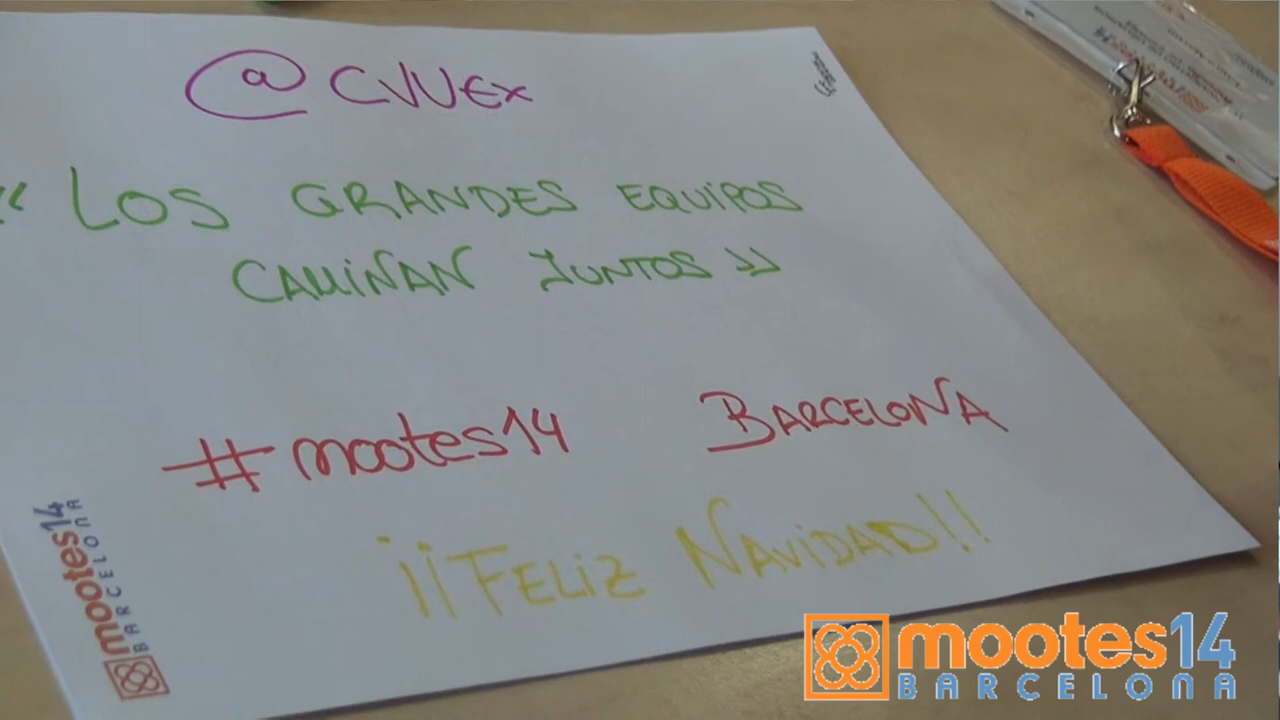 @CVUEX
« LOS GRANDES EQUIPOS
CAMINAN JUNTOS »
#mootes14 BARCELONA
¡¡FELIZ NAVIDAD!!
mootes14
BARCELONA
mootes14
BARCELONA